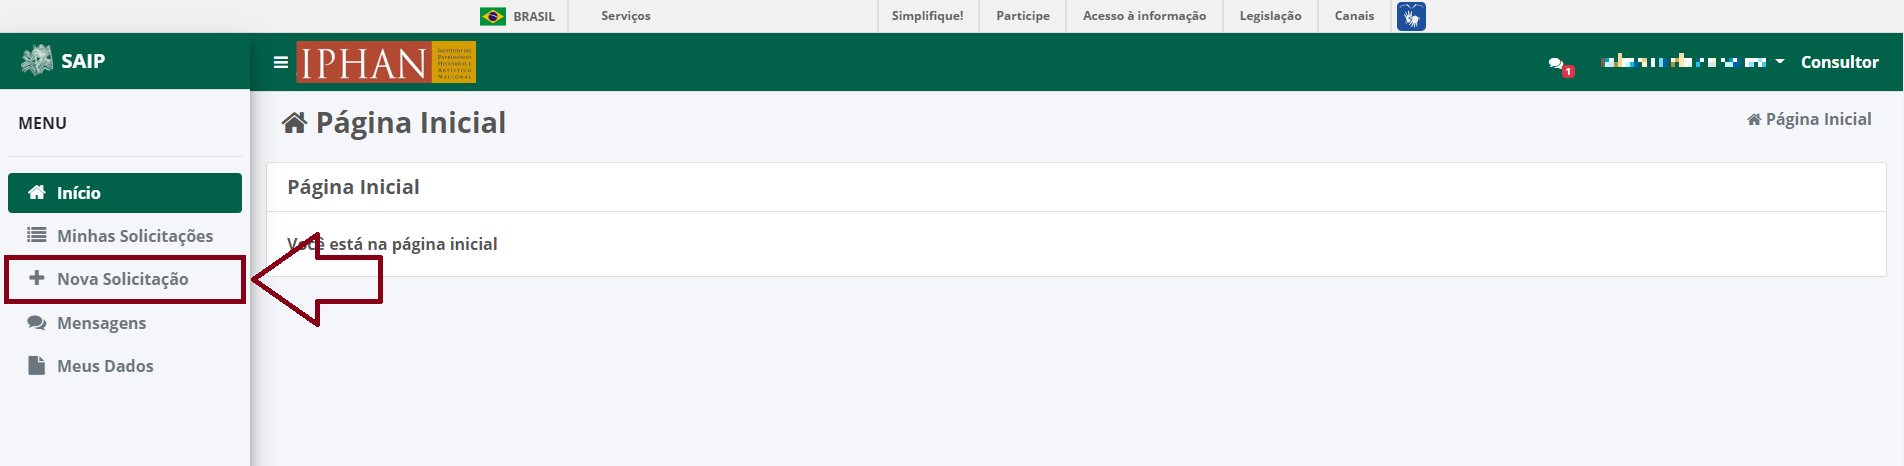 BRASIL Serviços Simplifique! Participe Acesso à informação Legislação Canais
SAIP
IPHAN
INSTITUTO DO
PATRIMÔNIO
HISTÓRICO E
ARTÍSTICO
NACIONAL
1
Consultor
MENU
Início
Minhas Solicitações
Nova Solicitação
Mensagens
Meus Dados
Página Inicial
Página Inicial
Página Inicial
Você está na página inicial